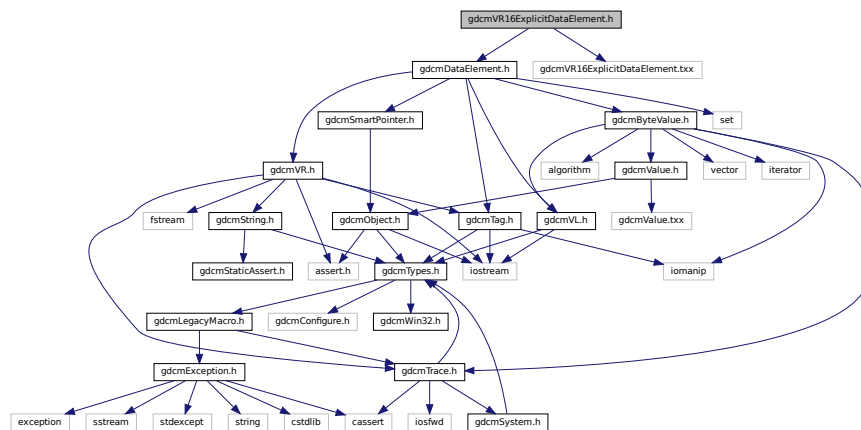 gdcmVR16ExplicitDataElement.h
gdcmDataElement.h
gdcmVR16ExplicitDataElement.txx
gdcmSmartPointer.h
gdcmByteValue.h
set
gdcmVR.h
algorithm
gdcmValue.h
vector
iterator
fstream
gdcmString.h
gdcmObject.h
gdcmTag.h
gdcmVL.h
gdcmValue.txx
gdcmStaticAssert.h
assert.h
gdcmTypes.h
iostream
iomanip
gdcmLegacyMacro.h
gdcmConfigure.h
gdcmWin32.h
gdcmException.h
gdcmTrace.h
exception
sstream
stdexcept
string
cstdlib
cassert
iosfwd
gdcmSystem.h